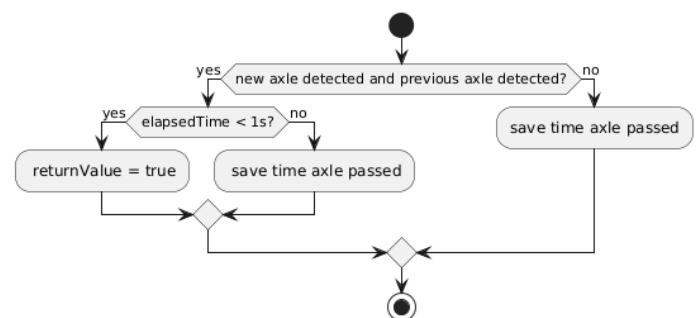 yes
new axle detected and previous axle detected?
no
yes
elapsedTime < 1s?
no
save time axle passed
returnValue = true
save time axle passed